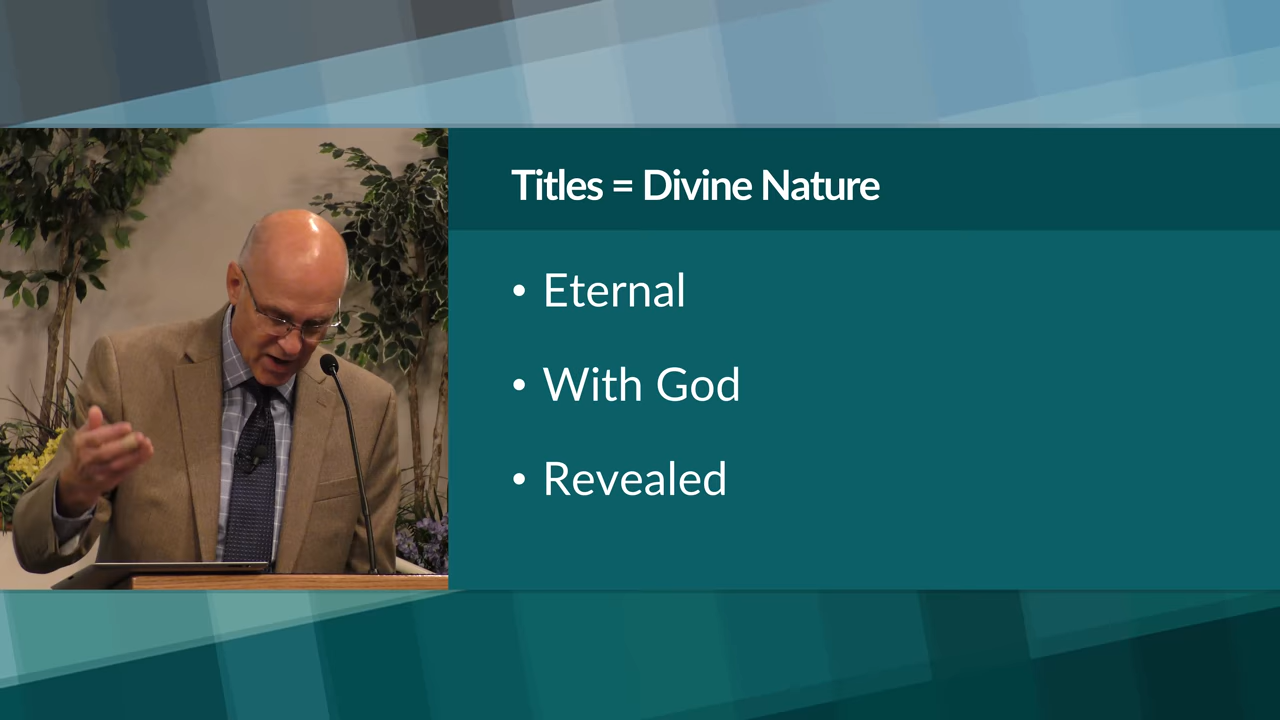 Titles = Divine Nature
• Eternal
• With God
• Revealed